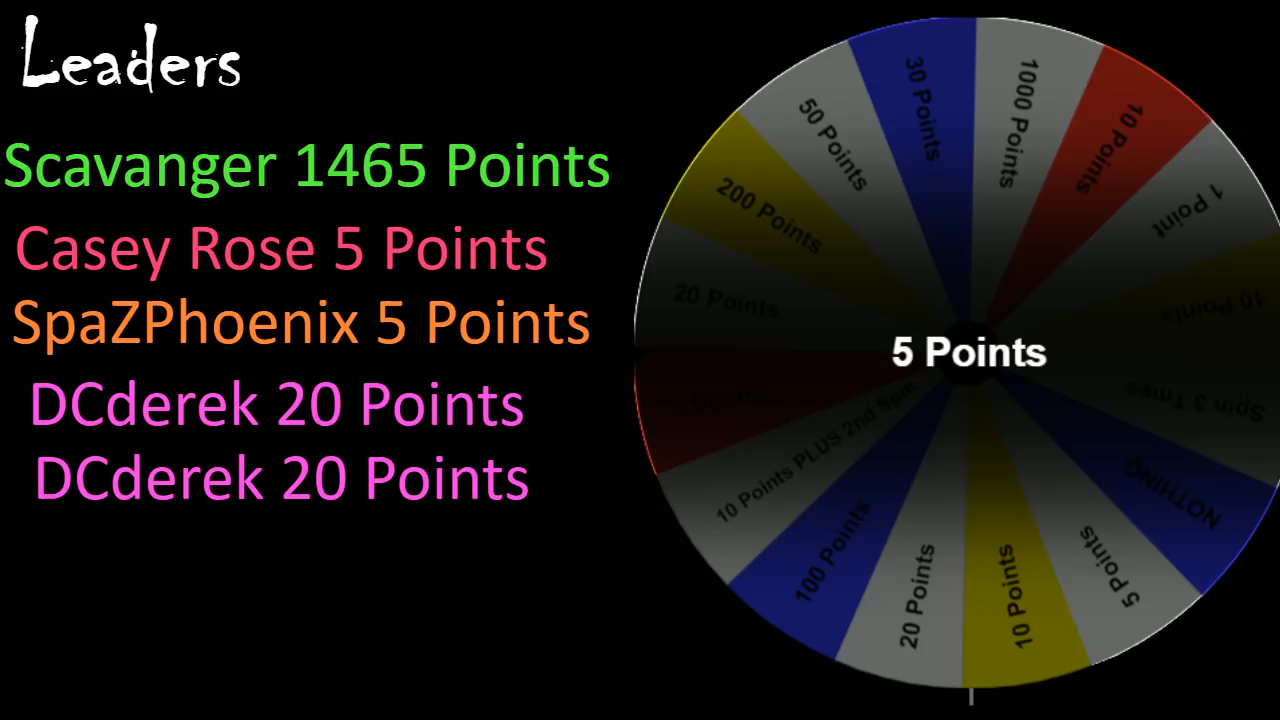 Leaders
Scavanger 1465 Points
Casey Rose 5 Points
SpaZPhoenix 5 Points
DCderek 20 Points
DCderek 20 Points
30 Points
1000 Points
10 Points
1 Point
10 Points
Spin 3 Tmes
NOTHING
5 Points
10 Points
20 Points
100 Points
10 Points PLUS 2nd Spin
Points
20 Points
200 Points
50 Points
5 Points